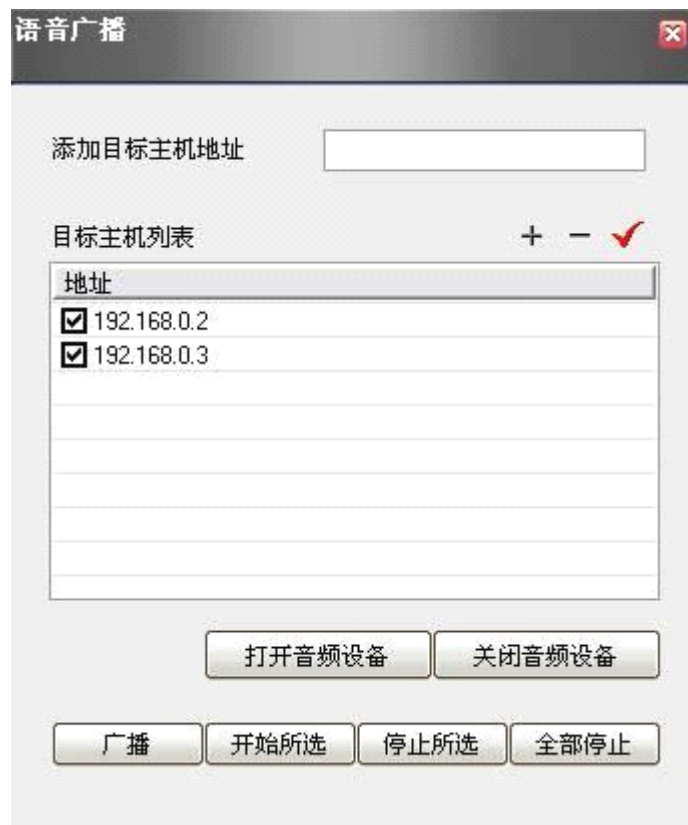 语音广播
添加目标主机地址
目标主机列表
地址
192.168.0.2
192.168.0.3
打开音频设备 关闭音频设备
广播 开始所选 停止所选 全部停止